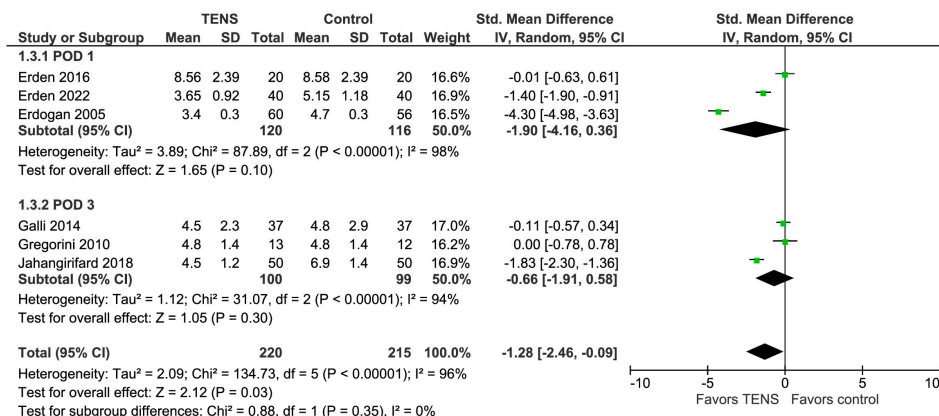 TENS Control Std. Mean Difference Std. Mean Difference
Study or Subgroup Mean SD Total Mean SD Total Weight IV, Random, 95% CI IV, Random, 95% CI
1.3.1 POD 1
Erden 2016 8.56 2.39 20 8.58 2.39 20 16.6% -0.01 [-0.63, 0.61]
Erden 2022 3.65 0.92 40 5.15 1.18 40 16.9% -1.40 [-1.90, -0.91]
Erdogan 2005 3.4 0.3 60 4.7 0.3 56 16.5% -4.30 [-4.98, -3.63]
Subtotal (95% CI) 120 116 50.0% -1.90 [-4.16, 0.36]
Heterogeneity: Tau² = 3.89; Chi² = 87.89, df = 2 (P < 0.00001); I² = 98%
Test for overall effect: Z = 1.65 (P = 0.10)
1.3.2 POD 3
Galli 2014 4.5 2.3 37 4.8 2.9 37 17.0% -0.11 [-0.57, 0.34]
Gregorini 2010 4.8 1.4 13 4.8 1.4 12 16.2% 0.00 [-0.78, 0.78]
Jahangirifard 2018 4.5 1.2 50 6.9 1.4 50 16.9% -1.83 [-2.30, -1.36]
Subtotal (95% CI) 100 99 50.0% -0.66 [-1.91, 0.58]
Heterogeneity: Tau² = 1.12; Chi² = 31.07, df = 2 (P < 0.00001); I² = 94%
Test for overall effect: Z = 1.05 (P = 0.30)
Total (95% CI) 220 215 100.0% -1.28 [-2.46, -0.09]
Heterogeneity: Tau² = 2.09; Chi² = 134.73, df = 5 (P < 0.00001); I² = 96%
Test for overall effect: Z = 2.12 (P = 0.03)
Test for subgroup differences: Chi² = 0.88, df = 1 (P = 0.35), I² = 0%
-10 -5 0 5 10
Favors TENS Favors control